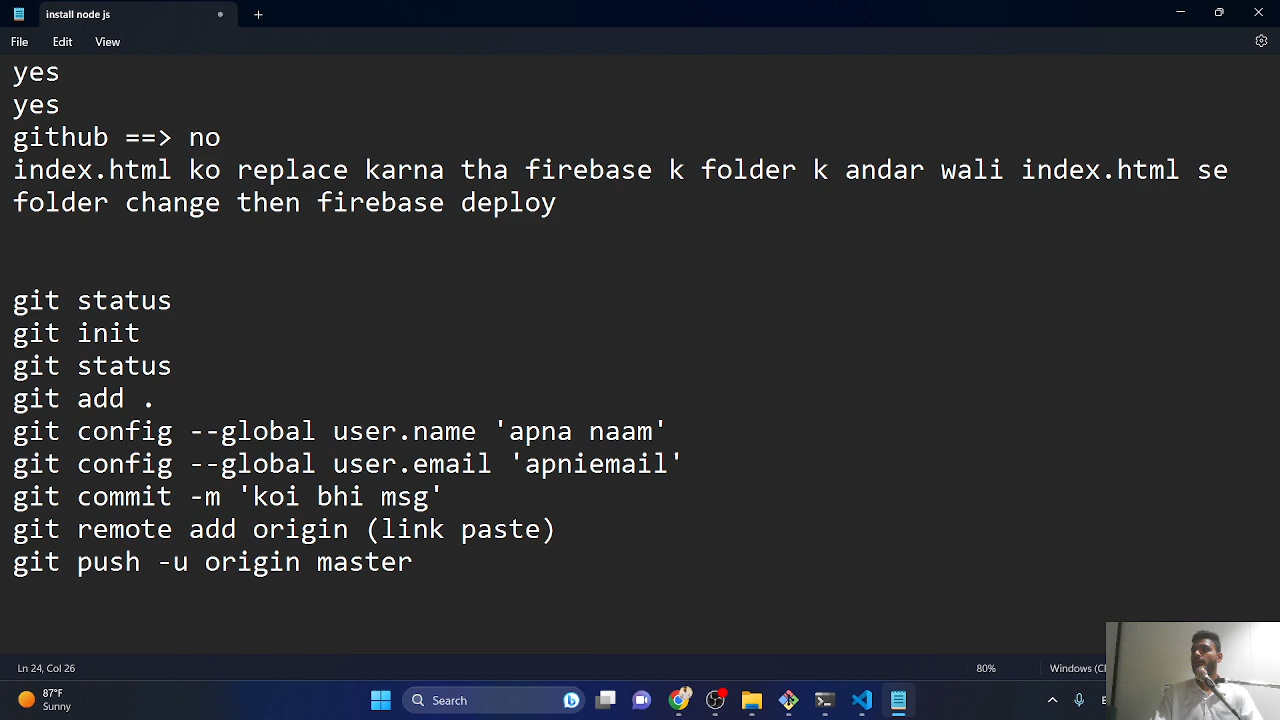 install node js
File Edit View
yes
yes
github ==> no
index.html ko replace karna tha firebase k folder k andar wali index.html se
folder change then firebase deploy
git status
git init
git status
git add .
git config --global user.name 'apna naam'
git config --global user.email 'apniemail'
git commit -m 'koi bhi msg'
git remote add origin (link paste)
git push -u origin master
Ln 24, Col 26 80% Windows (C
87°F
Sunny
Search